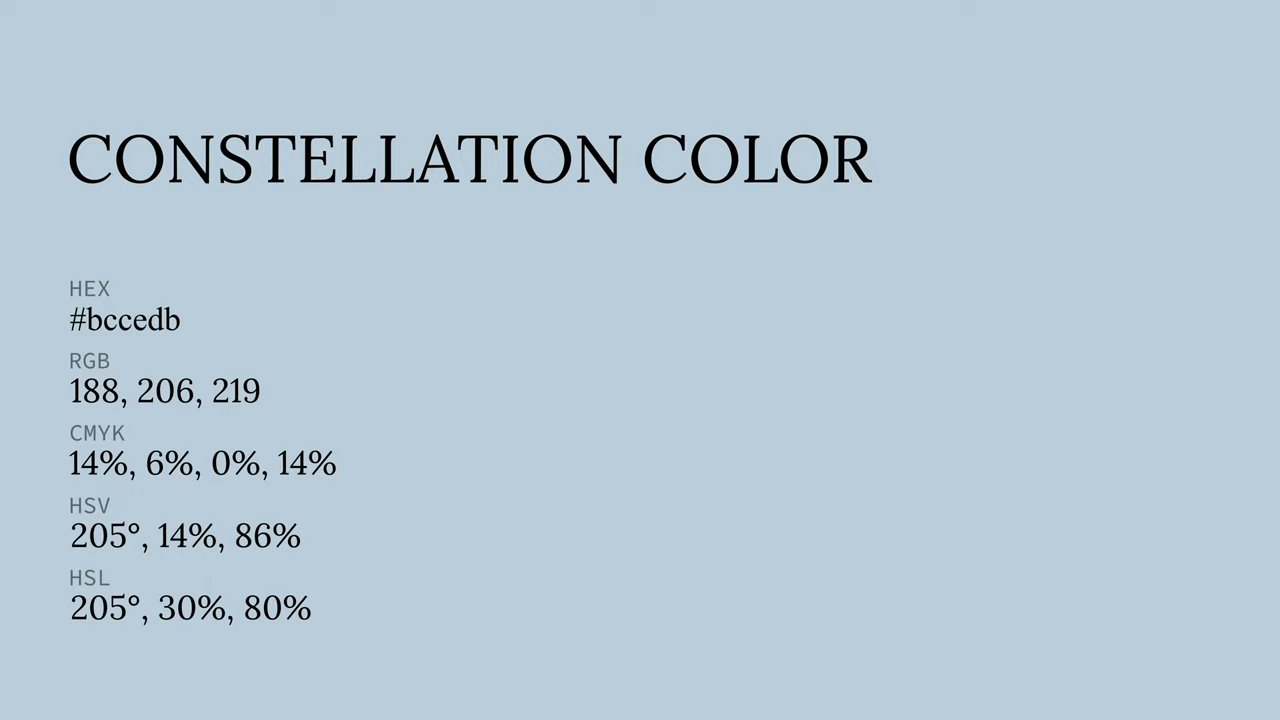 CONSTELLATION COLOR
HEX
#bccedb
RGB
188, 206, 219
CMYK
14%, 6%, 0%, 14%
HSV
205°, 14%, 86%
HSL
205°, 30%, 80%